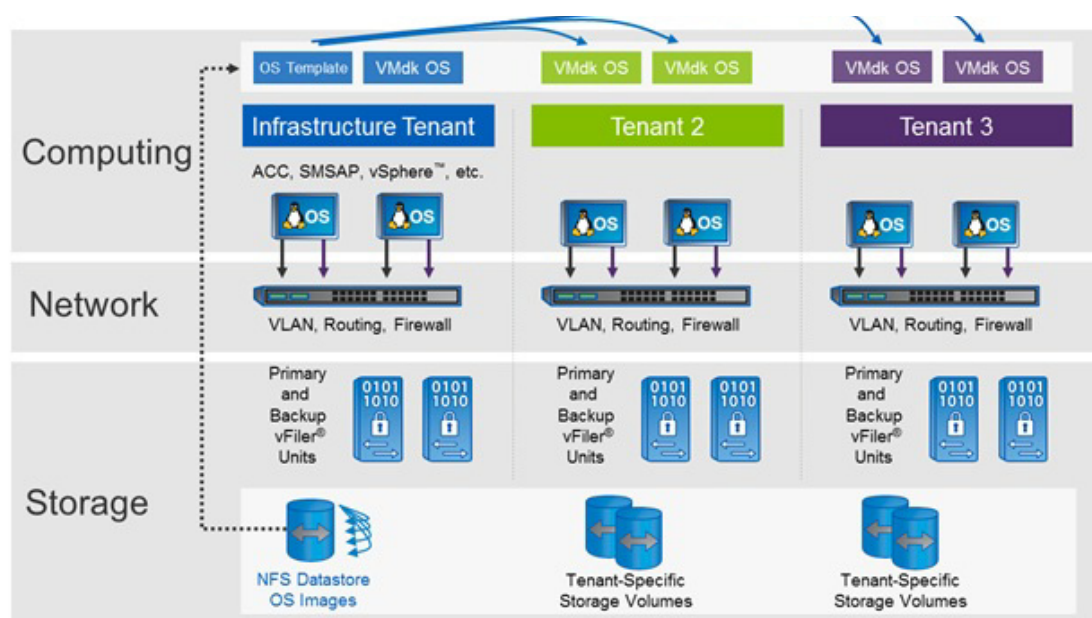 OS Template
VMdk OS
VMdk OS
VMdk OS
VMdk OS
VMdk OS
Computing
Infrastructure Tenant
Tenant 2
Tenant 3
ACC, SMSAP, vSphere™, etc.
OS
OS
OS
OS
OS
OS
Network
VLAN, Routing, Firewall
VLAN, Routing, Firewall
VLAN, Routing, Firewall
Storage
Primary
and
Backup
vFiler®
Units
0101
1010
0101
1010
Primary
and
Backup
vFiler®
Units
0101
1010
0101
1010
Primary
and
Backup
vFiler®
Units
0101
1010
0101
1010
NFS Datastore
OS Images
Tenant-Specific
Storage Volumes
Tenant-Specific
Storage Volumes